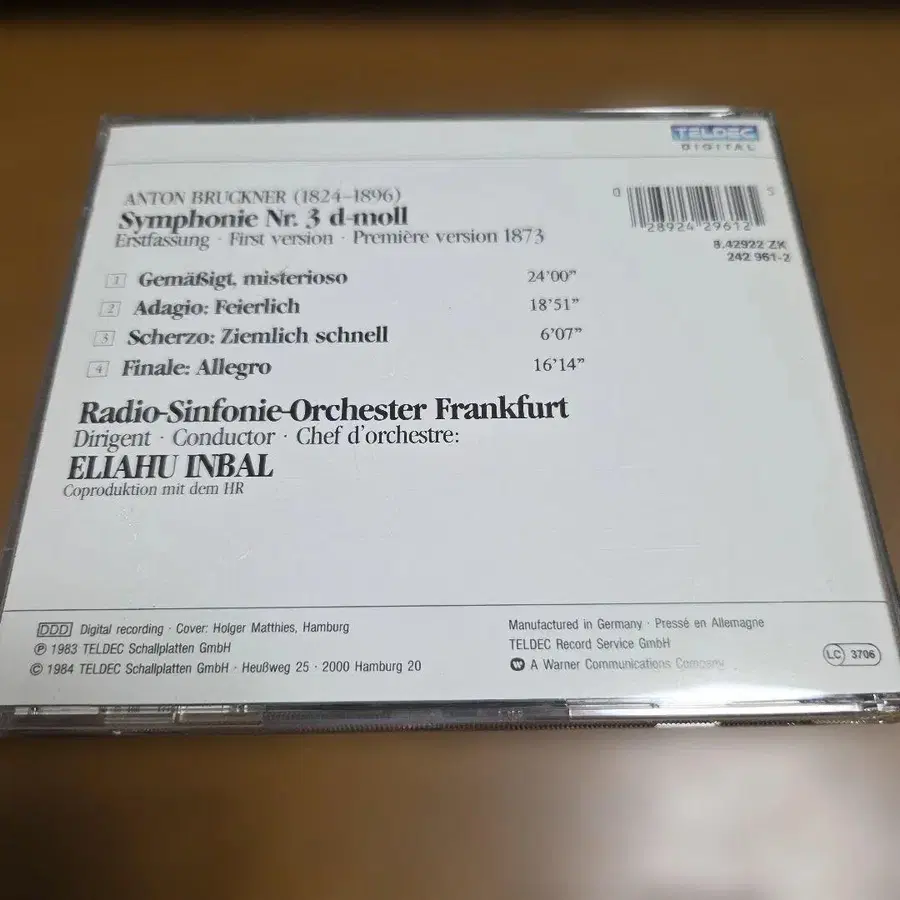 TELDEC
DIGITAL
ANTON BRUCKNER (1824–1896)
Symphonie Nr. 3 d-moll
Erstfassung · First version · Première version 1873
0 28924 29612 5
8.42922 ZK
242 961-2
1 Gemäßigt, misterioso 24'00"
2 Adagio: Feierlich 18'51"
3 Scherzo: Ziemlich schnell 6'07"
4 Finale: Allegro 16'14"
Radio-Sinfonie-Orchester Frankfurt
Dirigent · Conductor · Chef d'orchestre:
ELIAHU INBAL
Coproduktion mit dem HR
DDD Digital recording · Cover: Holger Matthies, Hamburg
℗ 1983 TELDEC Schallplatten GmbH
© 1984 TELDEC Schallplatten GmbH · Heußweg 25 · 2000 Hamburg 20
Manufactured in Germany · Pressé en Allemagne
TELDEC Record Service GmbH
A Warner Communications Company
LC 3706